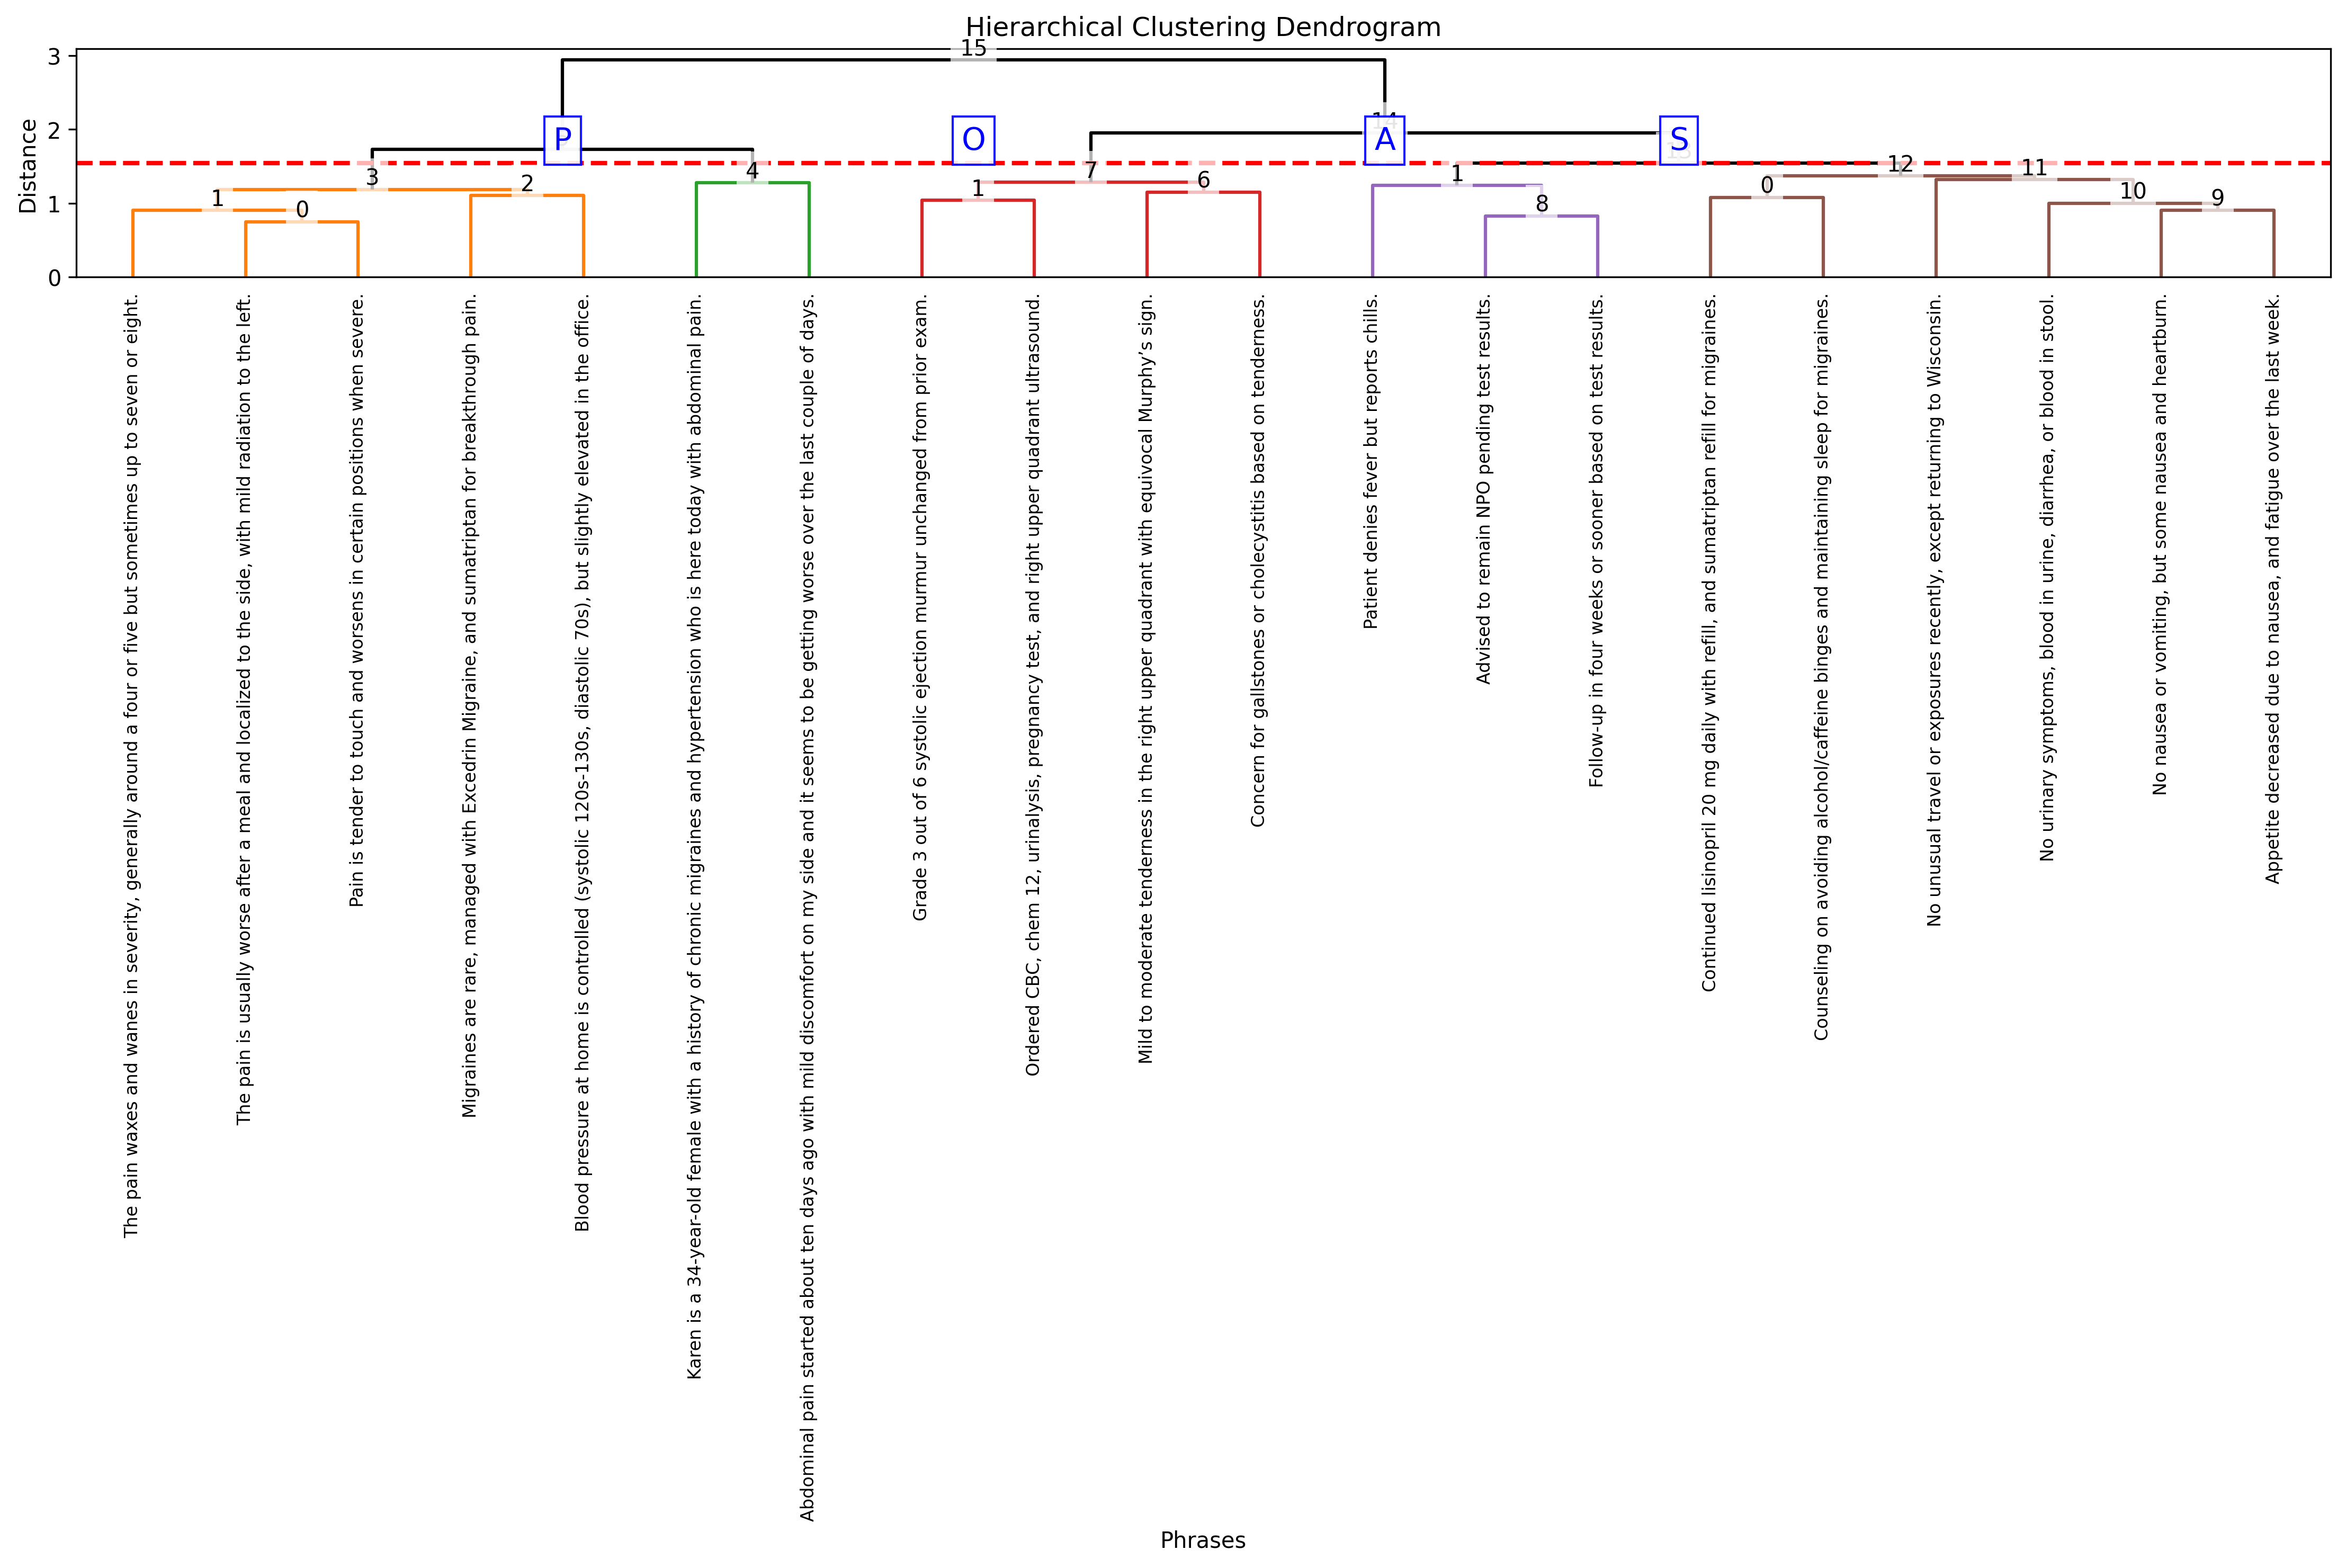 Hierarchical Clustering Dendrogram
15
3
2
1
0
Distance
P
O
A
S
14
13
3
1
0
2
4
7
1
6
1
8
12
0
11
10
9
The pain waxes and wanes in severity, generally around a four or five but sometimes up to seven or eight.
The pain is usually worse after a meal and localized to the side, with mild radiation to the left.
Pain is tender to touch and worsens in certain positions when severe.
Migraines are rare, managed with Excedrin Migraine, and sumatriptan for breakthrough pain.
Blood pressure at home is controlled (systolic 120s-130s, diastolic 70s), but slightly elevated in the office.
Karen is a 34-year-old female with a history of chronic migraines and hypertension who is here today with abdominal pain.
Abdominal pain started about ten days ago with mild discomfort on my side and it seems to be getting worse over the last couple of days.
Grade 3 out of 6 systolic ejection murmur unchanged from prior exam.
Ordered CBC, chem 12, urinalysis, pregnancy test, and right upper quadrant ultrasound.
Mild to moderate tenderness in the right upper quadrant with equivocal Murphy’s sign.
Concern for gallstones or cholecystitis based on tenderness.
Patient denies fever but reports chills.
Advised to remain NPO pending test results.
Follow-up in four weeks or sooner based on test results.
Continued lisinopril 20 mg daily with refill, and sumatriptan refill for migraines.
Counseling on avoiding alcohol/caffeine binges and maintaining sleep for migraines.
No unusual travel or exposures recently, except returning to Wisconsin.
No urinary symptoms, blood in urine, diarrhea, or blood in stool.
No nausea or vomiting, but some nausea and heartburn.
Appetite decreased due to nausea, and fatigue over the last week.
Phrases